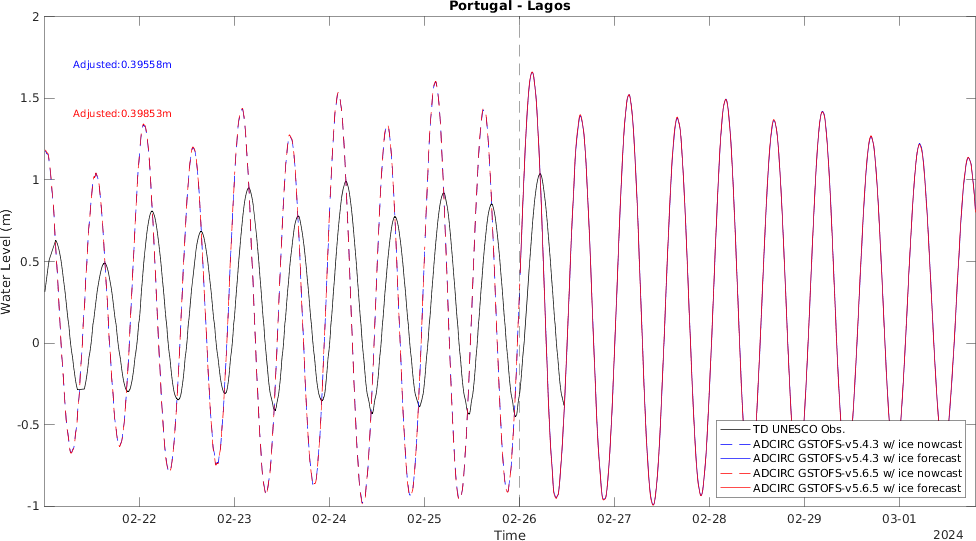 Portugal - Lagos
2
1.5
1
0.5
0
-0.5
-1
Water Level (m)
Adjusted:0.39558m
Adjusted:0.39853m
TD UNESCO Obs.
ADCIRC GSTOFS-v5.4.3 w/ ice nowcast
ADCIRC GSTOFS-v5.4.3 w/ ice forecast
ADCIRC GSTOFS-v5.6.5 w/ ice nowcast
ADCIRC GSTOFS-v5.6.5 w/ ice forecast
02-22 02-23 02-24 02-25 02-26 02-27 02-28 02-29 03-01
Time
2024